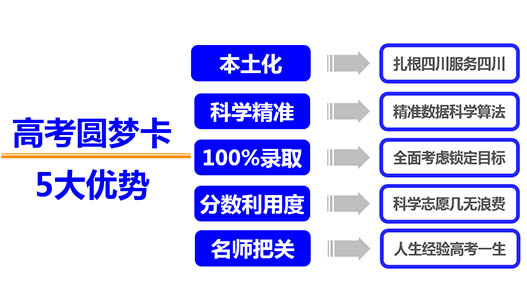 高考圆梦卡
5大优势
本土化
扎根四川服务四川
科学精准
精准数据科学算法
100%录取
全面考虑锁定目标
分数利用度
科学志愿几无浪费
名师把关
人生经验高考一生